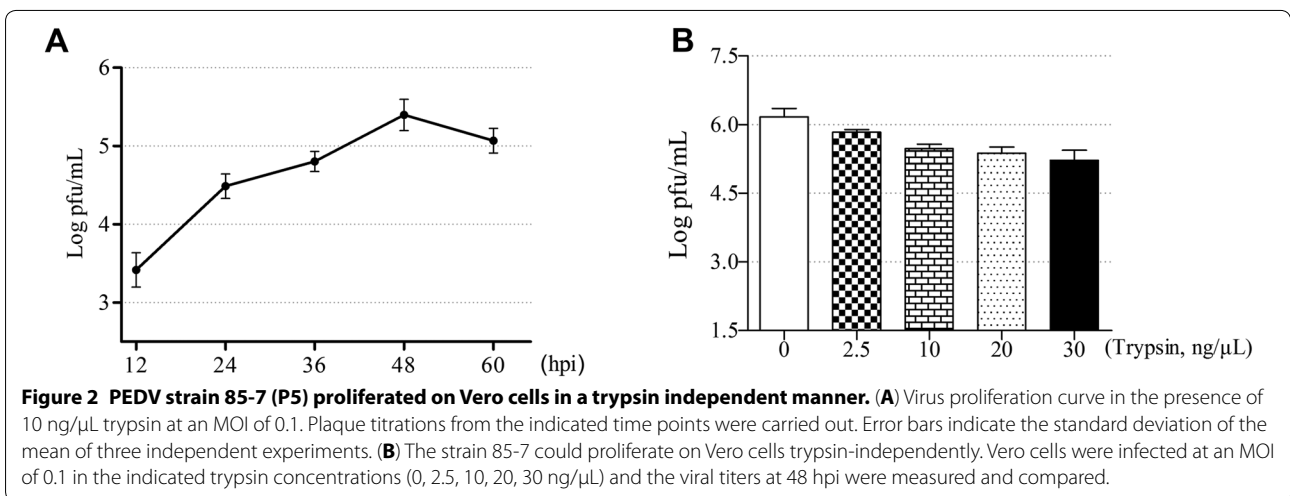 A
6
5
4
3
Log pfu/mL
12 24 36 48 60 (hpi)
B
7.5
6.0
4.5
3.0
1.5
Log pfu/mL
0 2.5 10 20 30 (Trypsin, ng/μL)
Figure 2 PEDV strain 85-7 (P5) proliferated on Vero cells in a trypsin independent manner. (A) Virus proliferation curve in the presence of
10 ng/μL trypsin at an MOI of 0.1. Plaque titrations from the indicated time points were carried out. Error bars indicate the standard deviation of the
mean of three independent experiments. (B) The strain 85-7 could proliferate on Vero cells trypsin-independently. Vero cells were infected at an MOI
of 0.1 in the indicated trypsin concentrations (0, 2.5, 10, 20, 30 ng/μL) and the viral titers at 48 hpi were measured and compared.